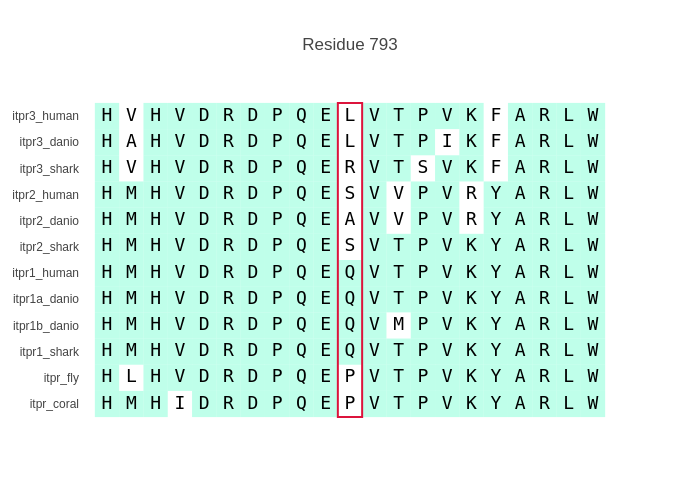 Residue 793
itpr3_human H V H V D R D P Q E L V T P V K F A R L W
itpr3_danio H A H V D R D P Q E L V T P I K F A R L W
itpr3_shark H V H V D R D P Q E R V T S V K F A R L W
itpr2_human H M H V D R D P Q E S V V P V R Y A R L W
itpr2_danio H M H V D R D P Q E A V V P V R Y A R L W
itpr2_shark H M H V D R D P Q E S V T P V K Y A R L W
itpr1_human H M H V D R D P Q E Q V T P V K Y A R L W
itpr1a_danio H M H V D R D P Q E Q V T P V K Y A R L W
itpr1b_danio H M H V D R D P Q E Q V M P V K Y A R L W
itpr1_shark H M H V D R D P Q E Q V T P V K Y A R L W
itpr_fly H L H V D R D P Q E P V T P V K Y A R L W
itpr_coral H M H I D R D P Q E P V T P V K Y A R L W